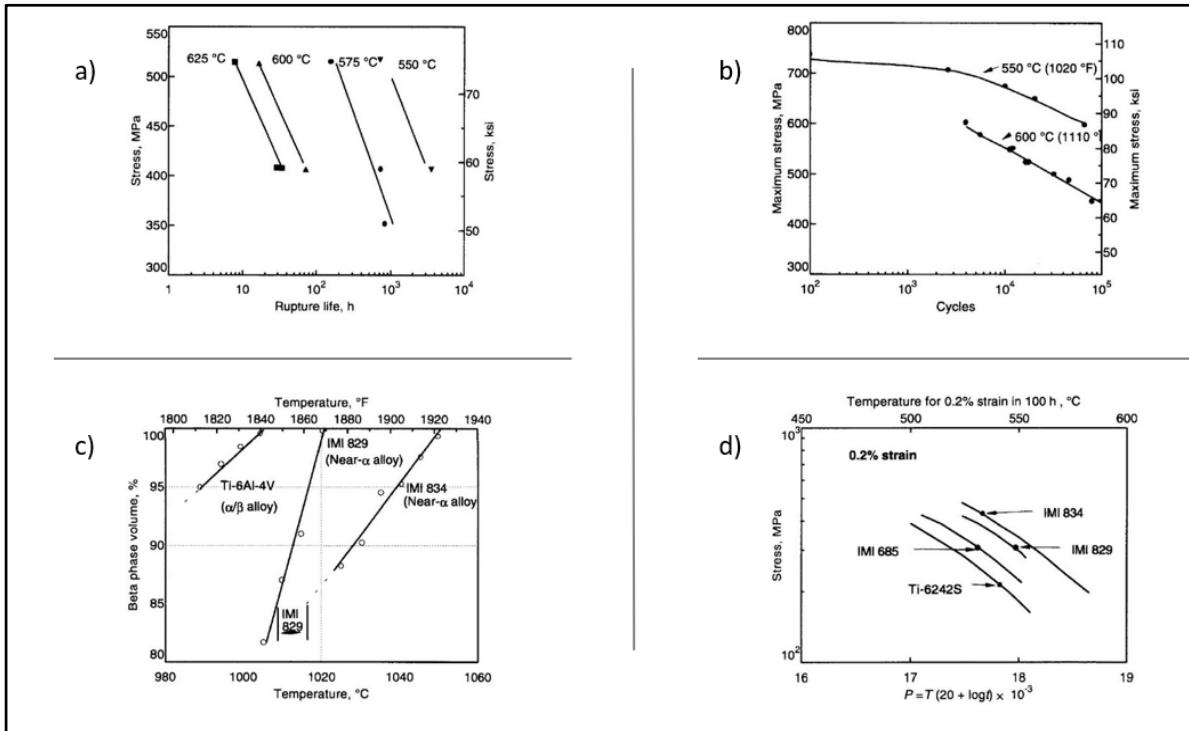 a)
550
500
450
400
350
300
Stress, MPa
625 °C
600 °C
575 °C
550 °C
70
60
50
Stress, ksi
1
10
10²
10³
10⁴
Rupture life, h
b)
800
700
600
500
400
300
Maximum stress, MPa
550 °C (1020 °F)
600 °C (1110 °
110
100
90
80
70
60
50
Maximum stress, ksi
10²
10³
10⁴
10⁵
Cycles
c)
Temperature, °F
1800 1820 1840 1860 1880 1900 1920 1940
100
95
90
85
80
Beta phase volume, %
Ti-6Al-4V
(α/β alloy)
IMI 829
(Near-α alloy)
IMI 834
(Near-α alloy
IMI
829
980 1000 1020 1040 1060
Temperature, °C
d)
Temperature for 0.2% strain in 100 h , °C
450 500 550 600
10³
10²
Stress, MPa
0.2% strain
IMI 834
IMI 829
IMI 685
Ti-6242S
16 17 18 19
P = T (20 + logt) × 10⁻³